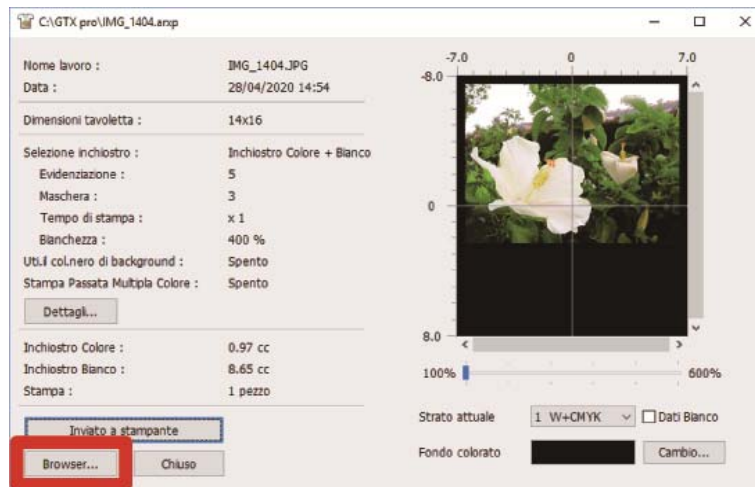 C:\GTX pro\IMG_1404.arxp
Nome lavoro : IMG_1404.JPG
Data : 28/04/2020 14:54
Dimensioni tavoletta : 14x16
Selezione inchiostro : Inchiostro Colore + Bianco
Evidenziazione : 5
Maschera : 3
Tempo di stampa : x 1
Bianchezza : 400 %
Uti.il col.nero di background : Spento
Stampa Passata Multipla Colore : Spento
Dettagli...
Inchiostro Colore : 0.97 cc
Inchiostro Bianco : 8.65 cc
Stampa : 1 pezzo
Inviato a stampante
Browser... Chiuso
-7.0 0 7.0
-8.0
0
8.0
100% 600%
Strato attuale 1 W+CMYK Dati Bianco
Fondo colorato Cambio...